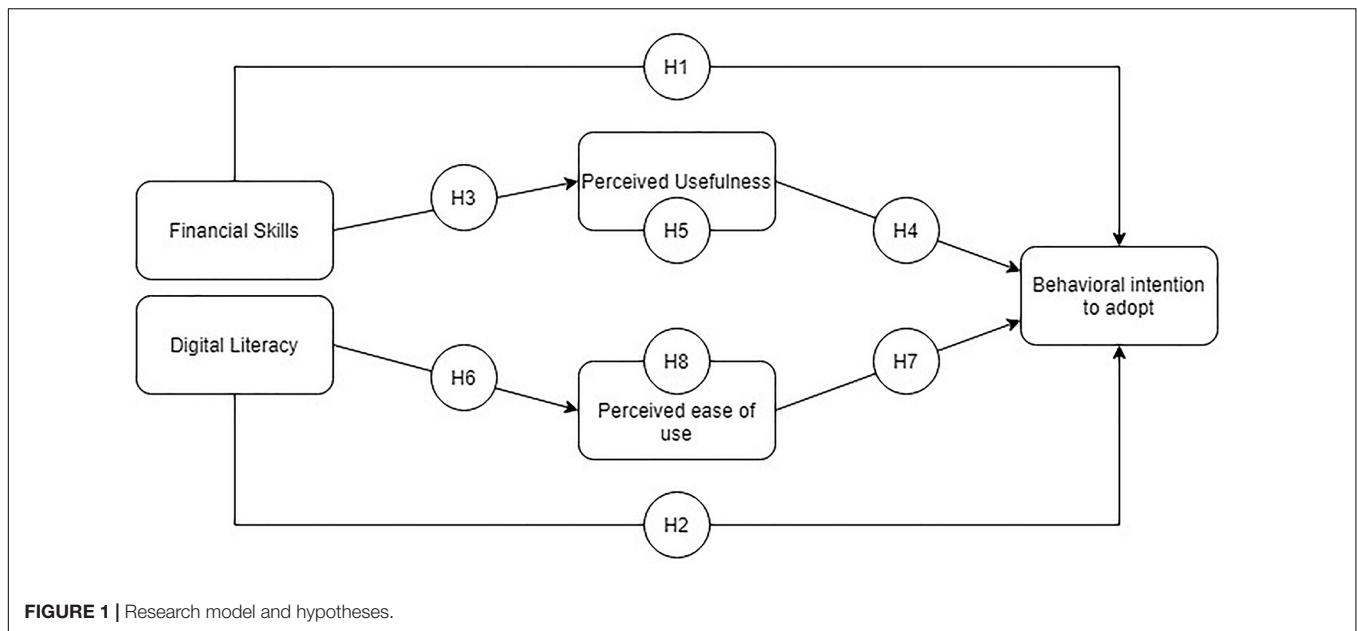 H1
Perceived Usefulness
H3
H5
H4
Financial Skills
Behavioral intention
to adopt
Digital Literacy
H6
H8
H7
Perceived ease of
use
H2
FIGURE 1 | Research model and hypotheses.